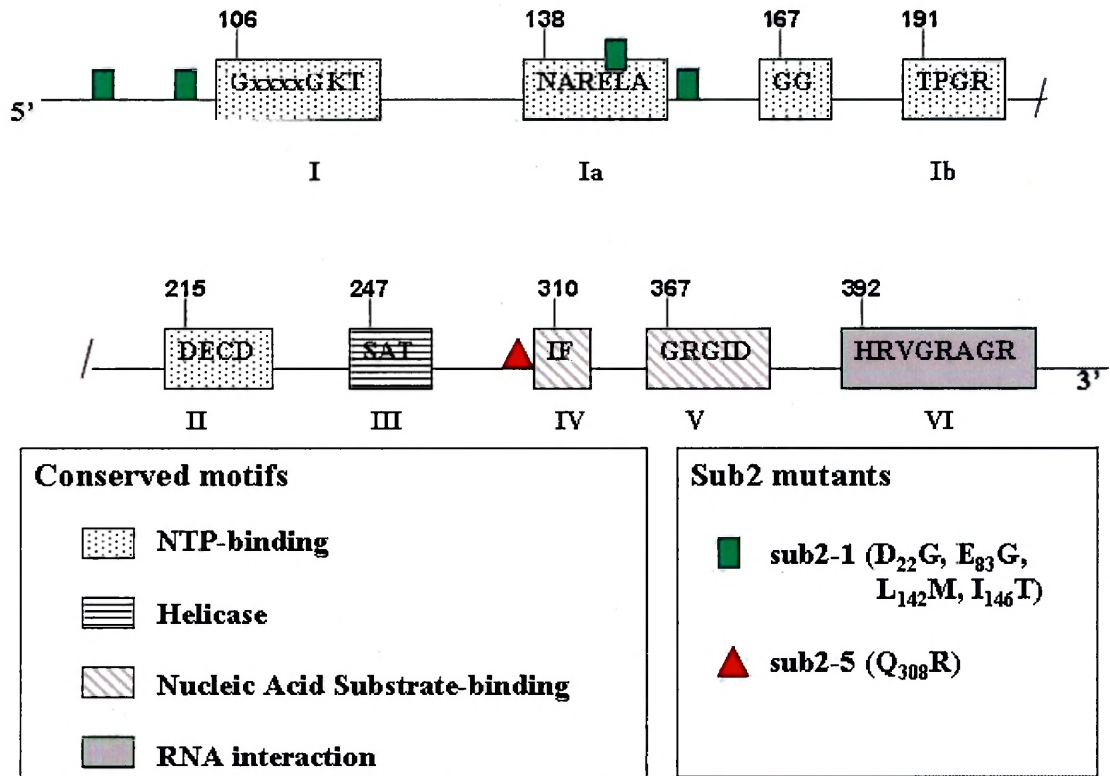 106 138 167 191
GxxxxGKT NARELA GG TPGR
5'
I Ia Ib
215 247 310 367 392
DECD SAT IF GRGID HRVGRAGR
3'
II III IV V VI
Conserved motifs
NTP-binding
Helicase
Nucleic Acid Substrate-binding
RNA interaction
Sub2 mutants
sub2-1 (D₂₂G, E₈₃G,
L₁₄₂M, I₁₄₆T)
sub2-5 (Q₃₀₈R)